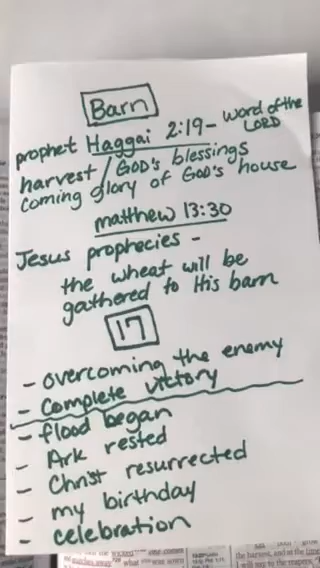 Barn
prophet Haggai 2:19 - word of the LORD
harvest / GOD's blessings
coming glory of GOD's house
matthew 13:30
Jesus prophecies -
the wheat will be
gathered to His barn
17
- overcoming the enemy
- Complete victory
- flood began
- Ark rested
- Christ resurrected
- my birthday
- celebration